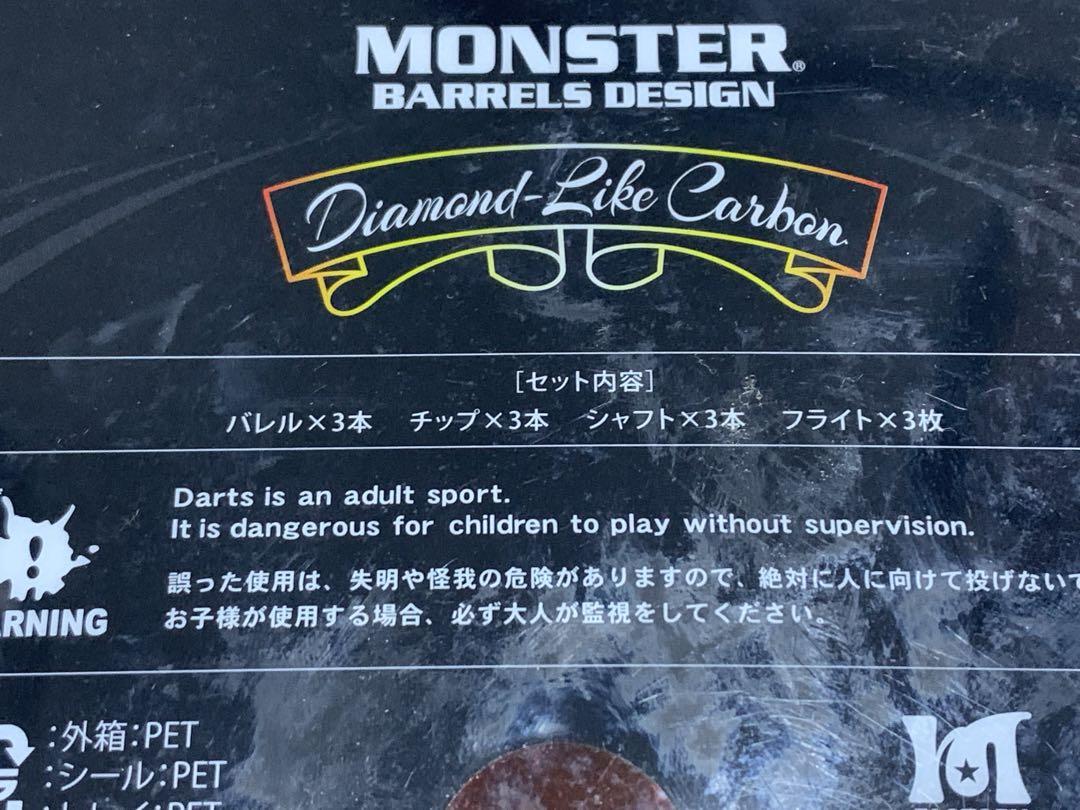 MONSTER®
BARRELS DESIGN
Diamond-Like Carbon
[セット内容]
バレル×3本 チップ×3本 シャフト×3本 フライト×3枚
Darts is an adult sport.
It is dangerous for children to play without supervision.
誤った使用は、失明や怪我の危険がありますので、絶対に人に向けて投げないで
お子様が使用する場合、必ず大人が監視をしてください。
:外箱:PET
:シール:PET